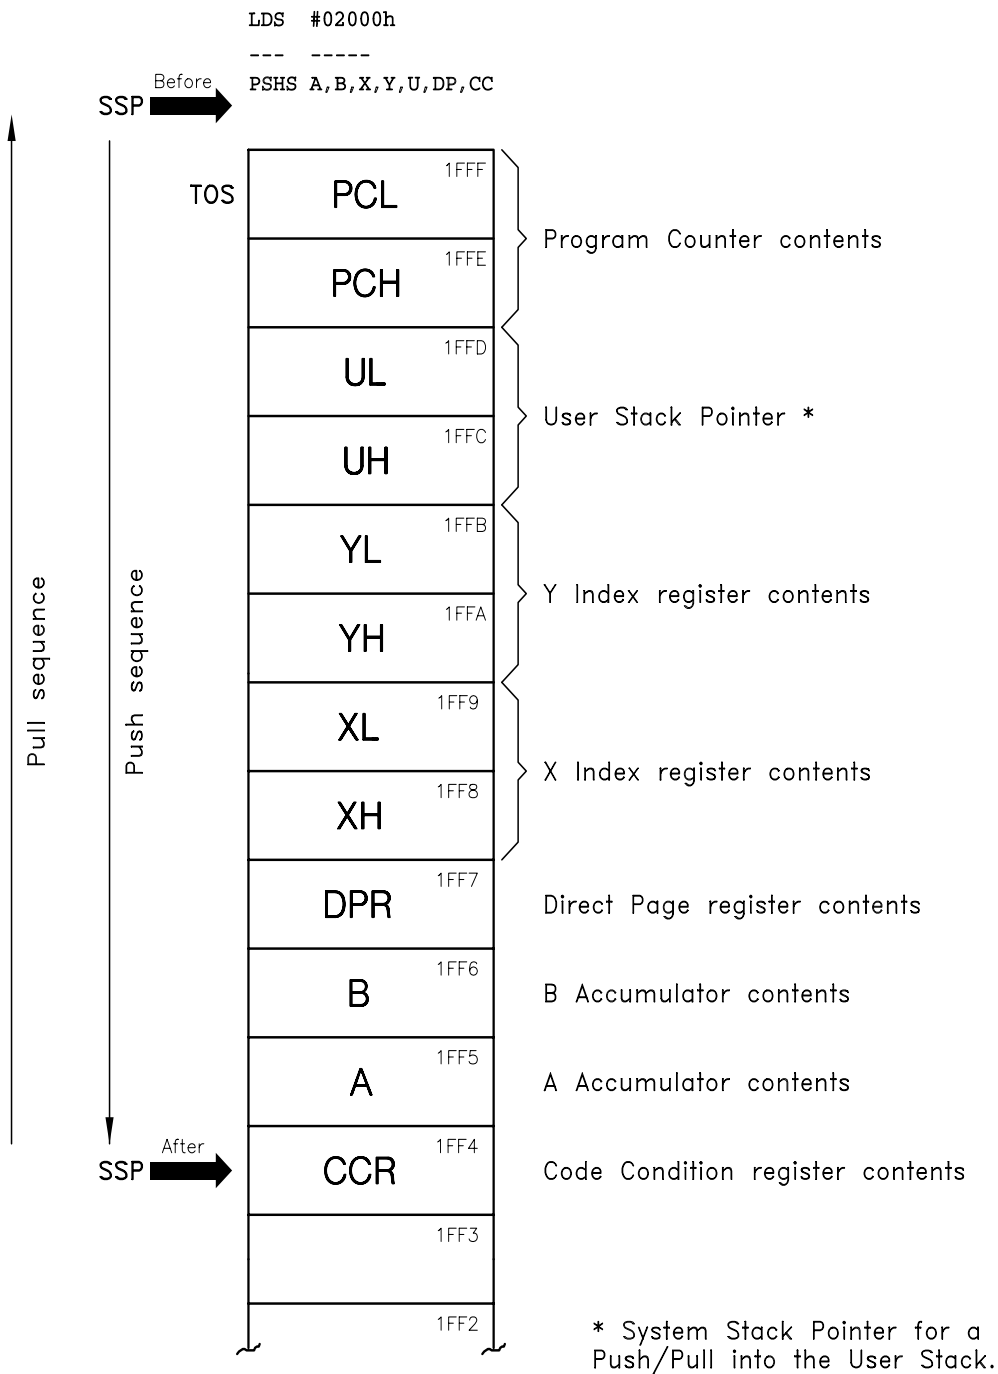 LDS #02000h
--- -----
PSHS A,B,X,Y,U,DP,CC
Before
SSP
TOS
PCL 1FFF
Program Counter contents
PCH 1FFE
UL 1FFD
User Stack Pointer *
UH 1FFC
YL 1FFB
Y Index register contents
YH 1FFA
XL 1FF9
X Index register contents
XH 1FF8
DPR 1FF7
Direct Page register contents
B 1FF6
B Accumulator contents
A 1FF5
A Accumulator contents
After
SSP
CCR 1FF4
Code Condition register contents
1FF3
1FF2
Pull sequence
Push sequence
* System Stack Pointer for a
Push/Pull into the User Stack.